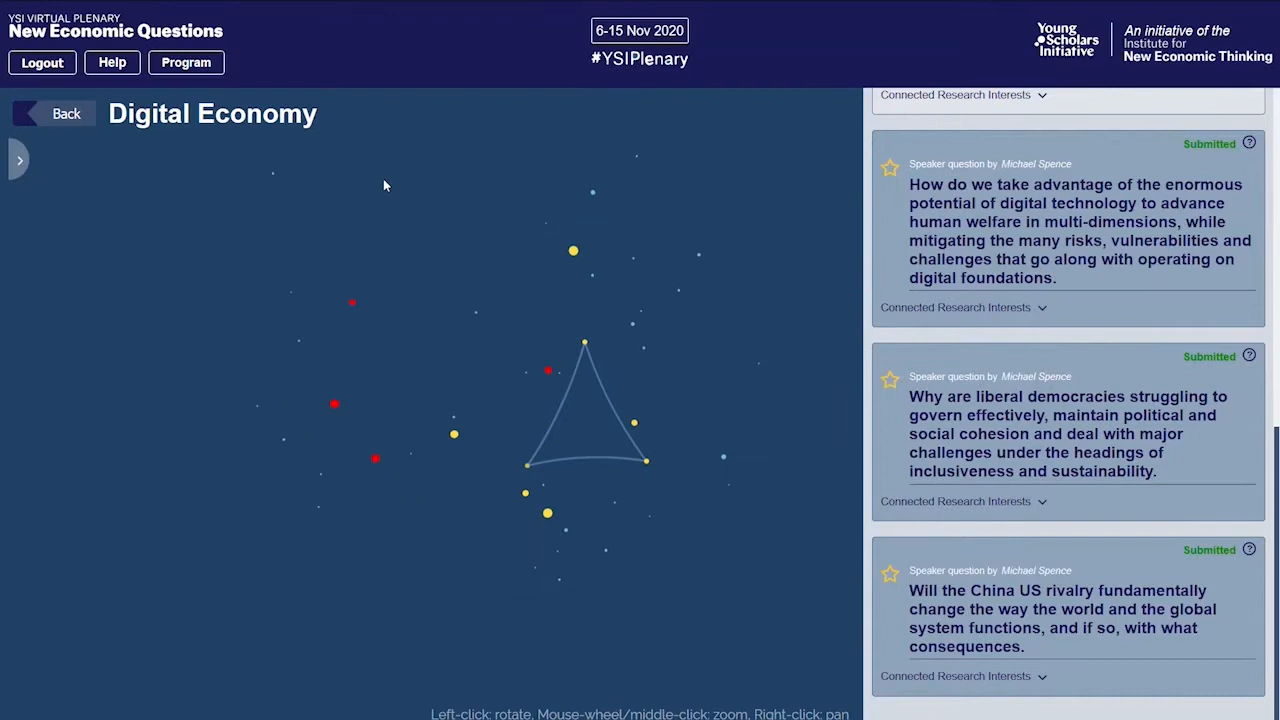 YSI VIRTUAL PLENARY
New Economic Questions
Logout
Help
Program
6-15 Nov 2020
#YSIPlenary
Young
Scholars
Initiative
An initiative of the
Institute for
New Economic Thinking
Back
Digital Economy
Connected Research Interests
Submitted
Speaker question by Michael Spence
How do we take advantage of the enormous
potential of digital technology to advance
human welfare in multi-dimensions, while
mitigating the many risks, vulnerabilities and
challenges that go along with operating on
digital foundations.
Connected Research Interests
Submitted
Speaker question by Michael Spence
Why are liberal democracies struggling to
govern effectively, maintain political and
social cohesion and deal with major
challenges under the headings of
inclusiveness and sustainability.
Connected Research Interests
Submitted
Speaker question by Michael Spence
Will the China US rivalry fundamentally
change the way the world and the global
system functions, and if so, with what
consequences.
Connected Research Interests
Left-click: rotate, Mouse-wheel/middle-click: zoom, Right-click: pan